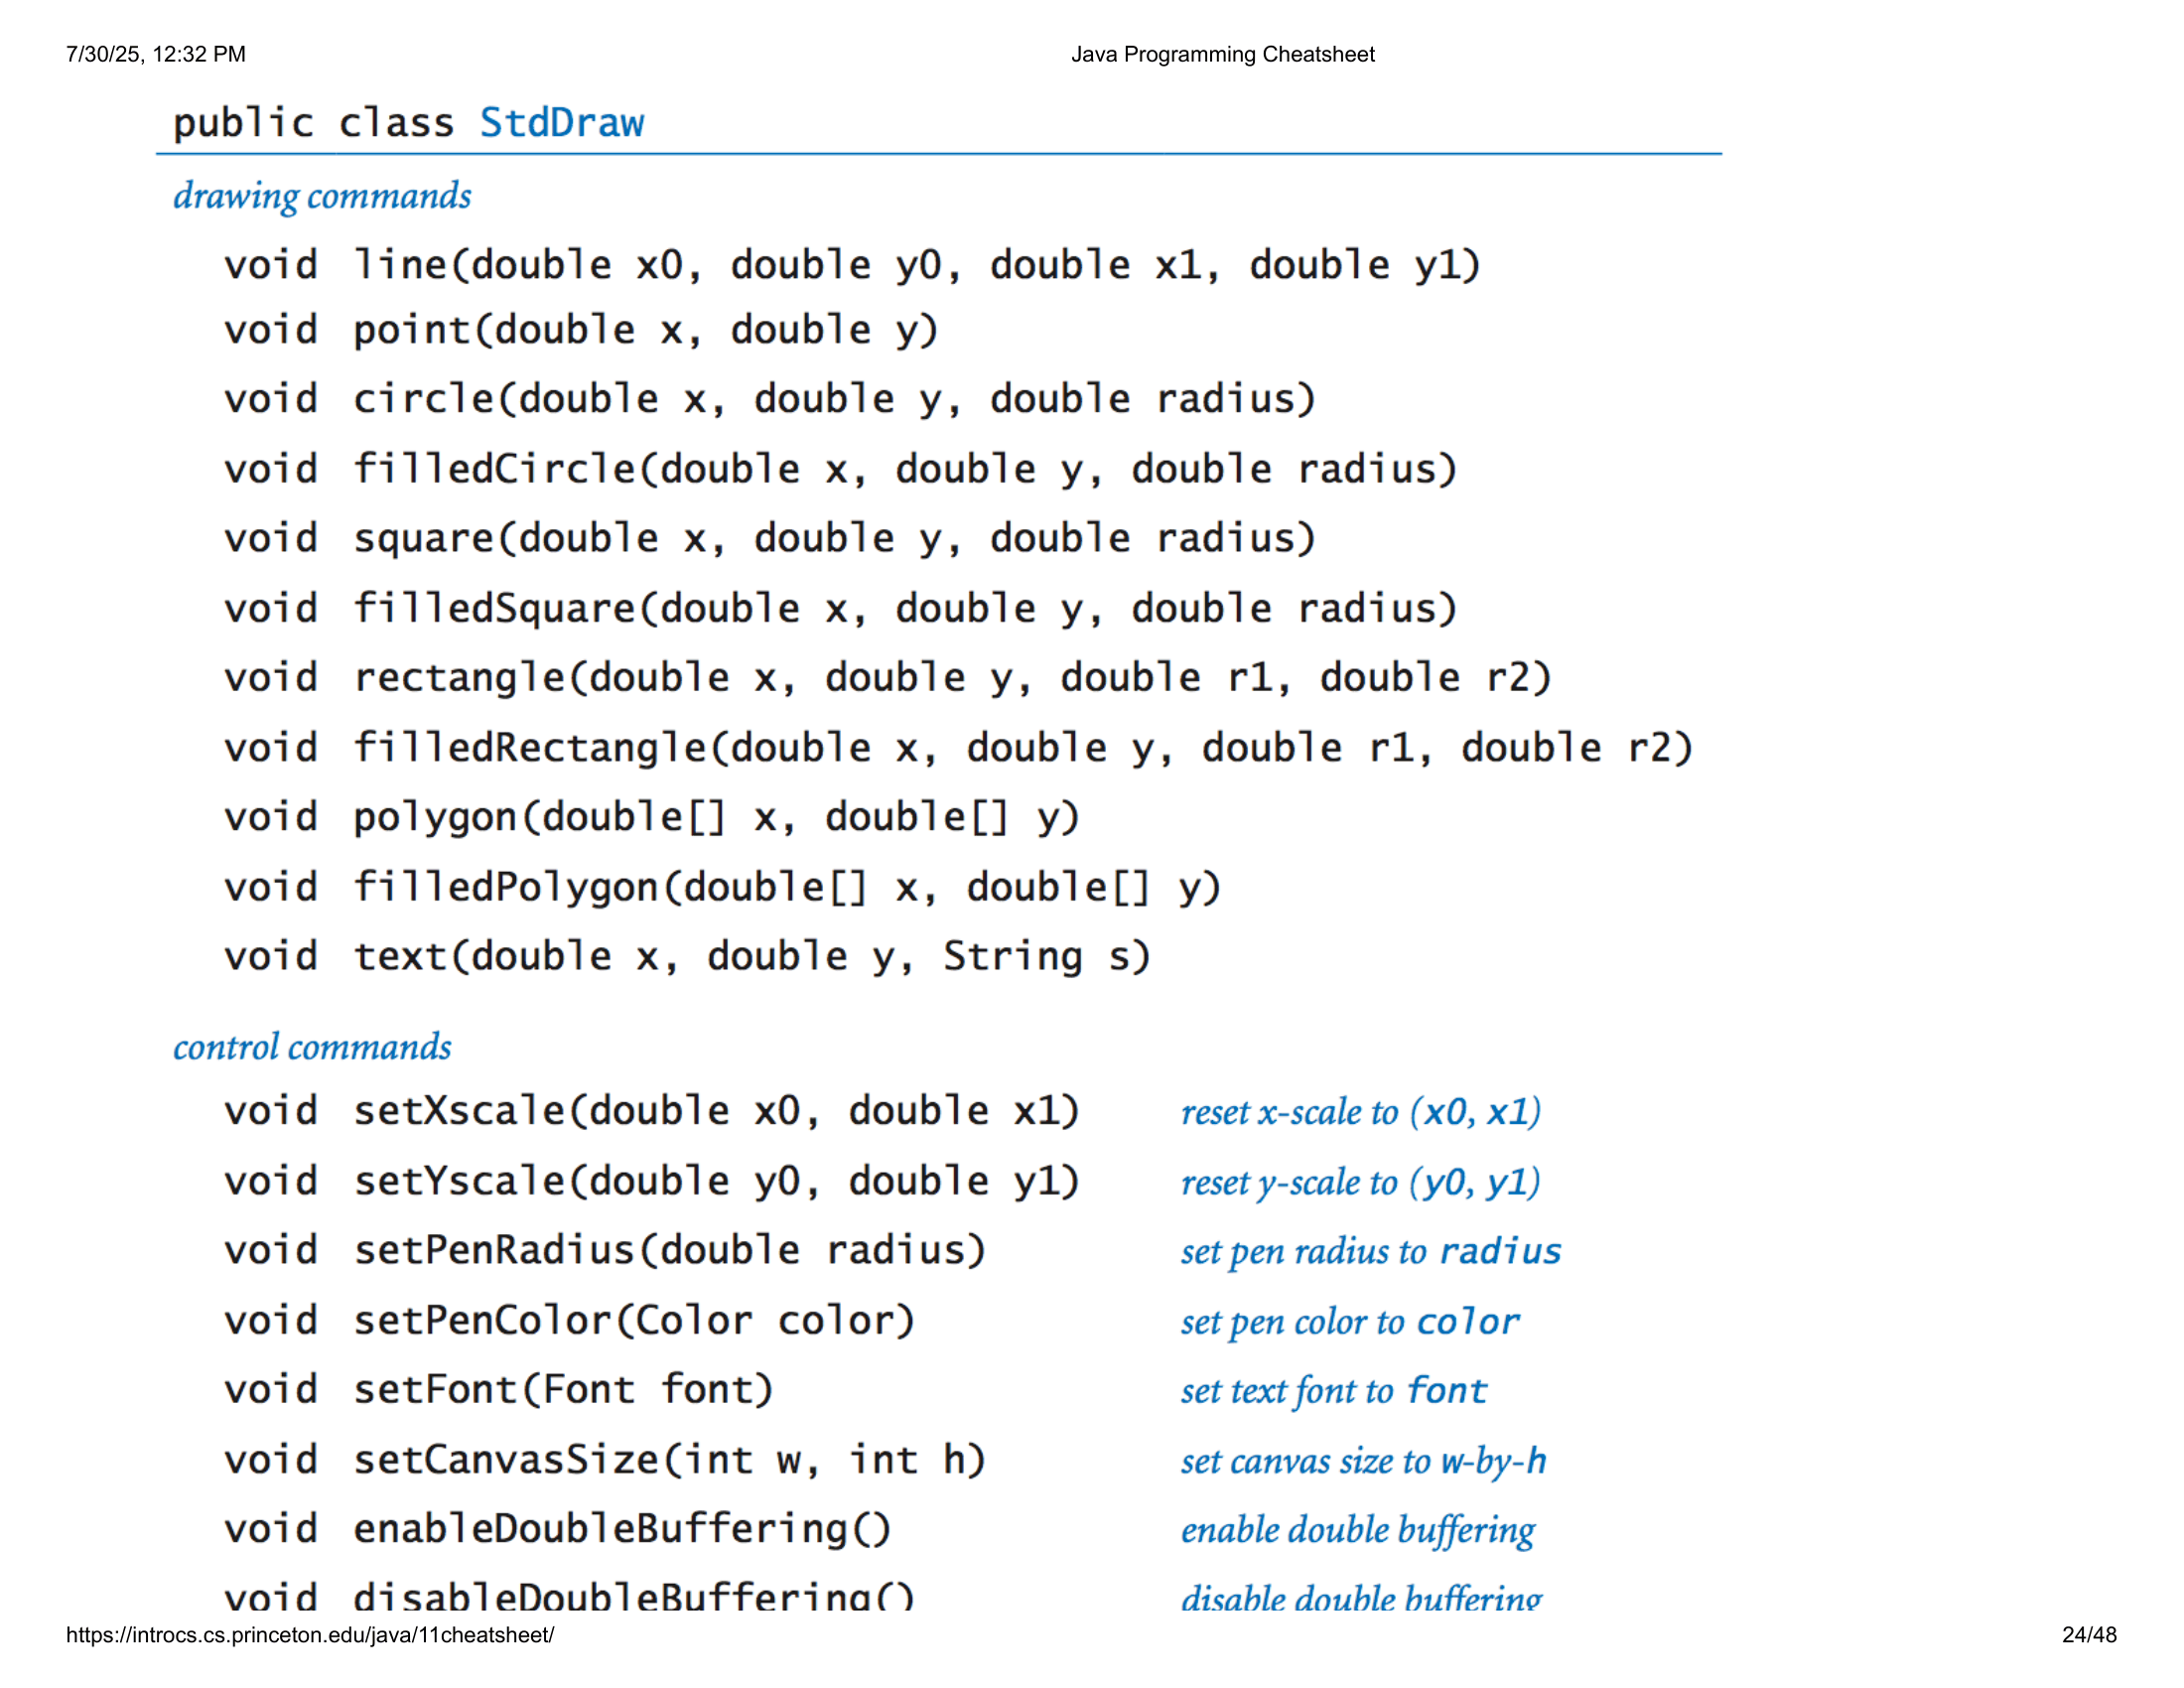 7/30/25, 12:32 PM Java Programming Cheatsheet
public class StdDraw
drawing commands
void line(double x0, double y0, double x1, double y1)
void point(double x, double y)
void circle(double x, double y, double radius)
void filledCircle(double x, double y, double radius)
void square(double x, double y, double radius)
void filledSquare(double x, double y, double radius)
void rectangle(double x, double y, double r1, double r2)
void filledRectangle(double x, double y, double r1, double r2)
void polygon(double[] x, double[] y)
void filledPolygon(double[] x, double[] y)
void text(double x, double y, String s)
control commands
void setXscale(double x0, double x1) reset x-scale to (x0, x1)
void setYscale(double y0, double y1) reset y-scale to (y0, y1)
void setPenRadius(double radius) set pen radius to radius
void setPenColor(Color color) set pen color to color
void setFont(Font font) set text font to font
void setCanvasSize(int w, int h) set canvas size to w-by-h
void enableDoubleBuffering() enable double buffering
void disableDoubleBuffering() disable double buffering
https://introcs.cs.princeton.edu/java/11cheatsheet/ 24/48